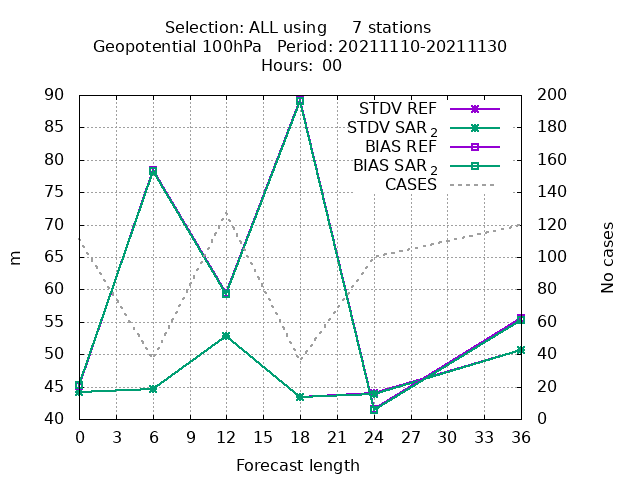 Selection: ALL using     7 stations
Geopotential 100hPa   Period: 20211110-20211130
Hours:  00
90 200
STDV REF
85 180
STDV SAR 2
BIAS REF
80 160
BIAS SAR 2
CASES
75 140
70 120
m
65 100
No cases
60 80
55 60
50 40
45 20
40 0
0 3 6 9 12 15 18 21 24 27 30 33 36
Forecast length